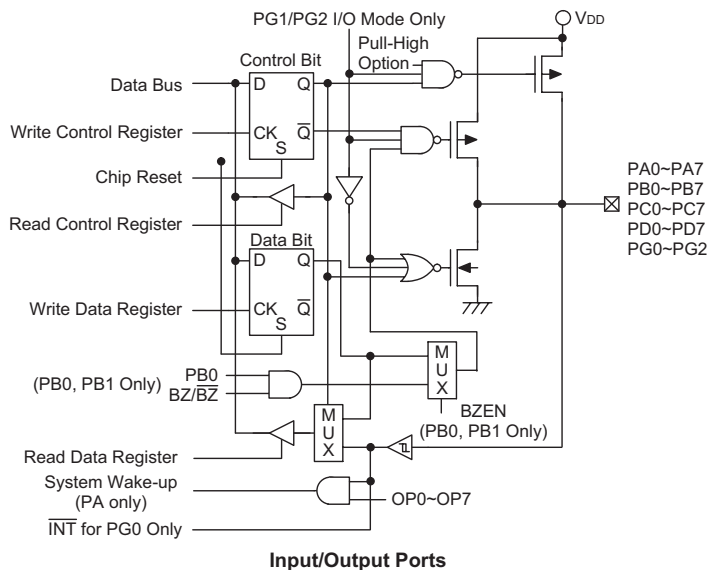 PG1/PG2 I/O Mode Only
VDD
Pull-High
Option
Control Bit
Data Bus
D
Q
Write Control Register
CK
Q̅
S
Chip Reset
Read Control Register
PA0~PA7
PB0~PB7
PC0~PC7
PD0~PD7
PG0~PG2
Data Bit
D
Q
Write Data Register
CK
Q̅
S
M
U
X
PB0
(PB0, PB1 Only)
BZ/B̅Z̅
BZEN
(PB0, PB1 Only)
M
U
X
Read Data Register
System Wake-up
(PA only)
OP0~OP7
I̅N̅T̅ for PG0 Only
Input/Output Ports